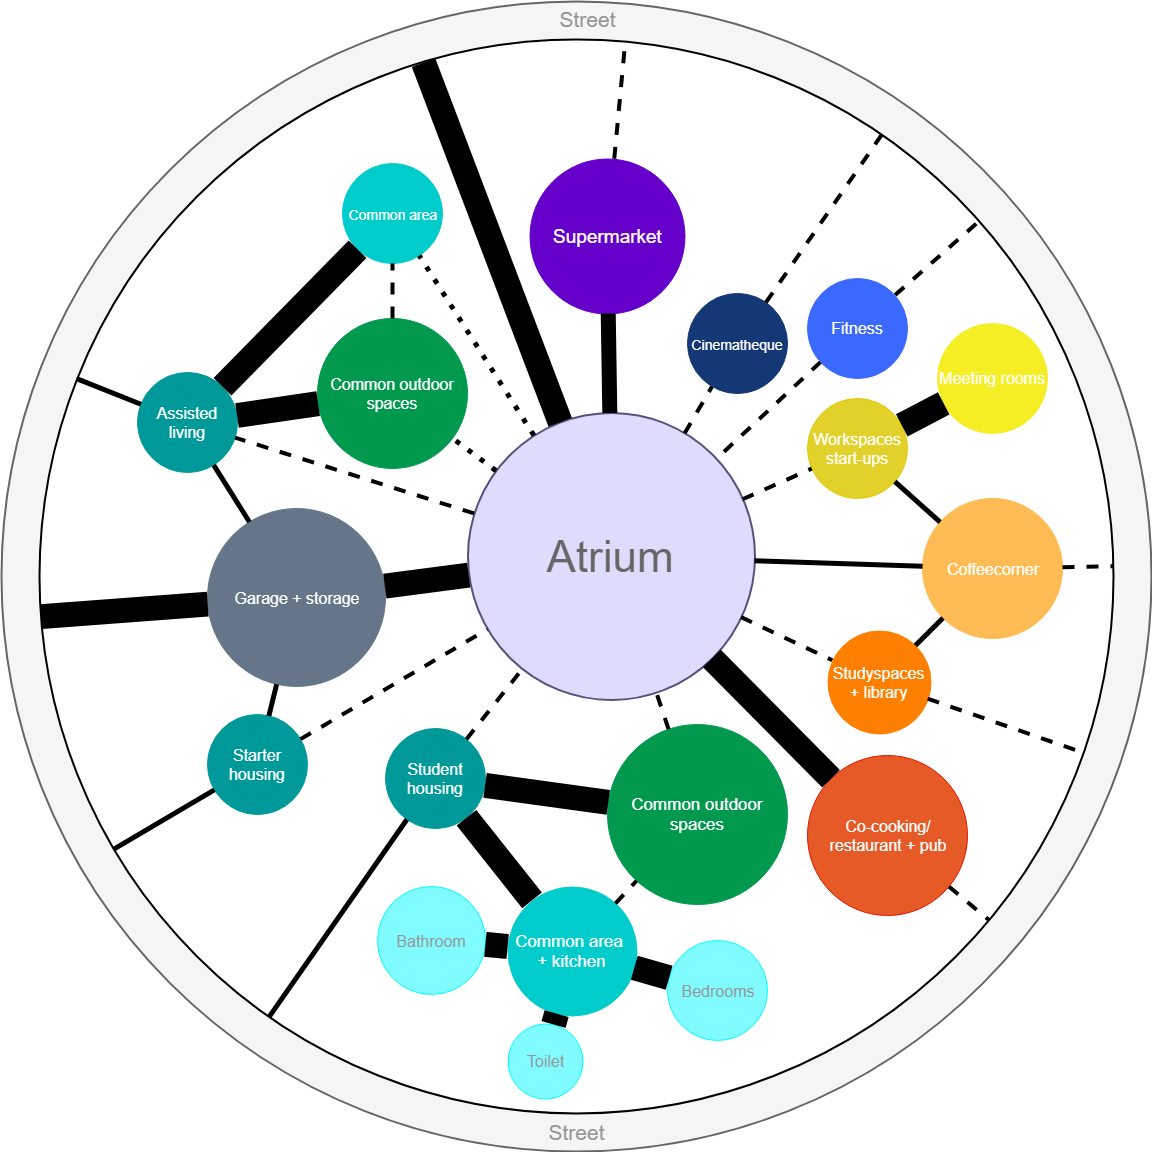 Street
Common area
Supermarket
Fitness
Cinematheque
Meeting rooms
Common outdoor
spaces
Assisted
living
Workspaces
start-ups
Atrium
Coffeecorner
Garage + storage
Studyspaces
+ library
Starter
housing
Student
housing
Common outdoor
spaces
Co-cooking/
restaurant + pub
Bathroom
Common area
+ kitchen
Bedrooms
Toilet
Street